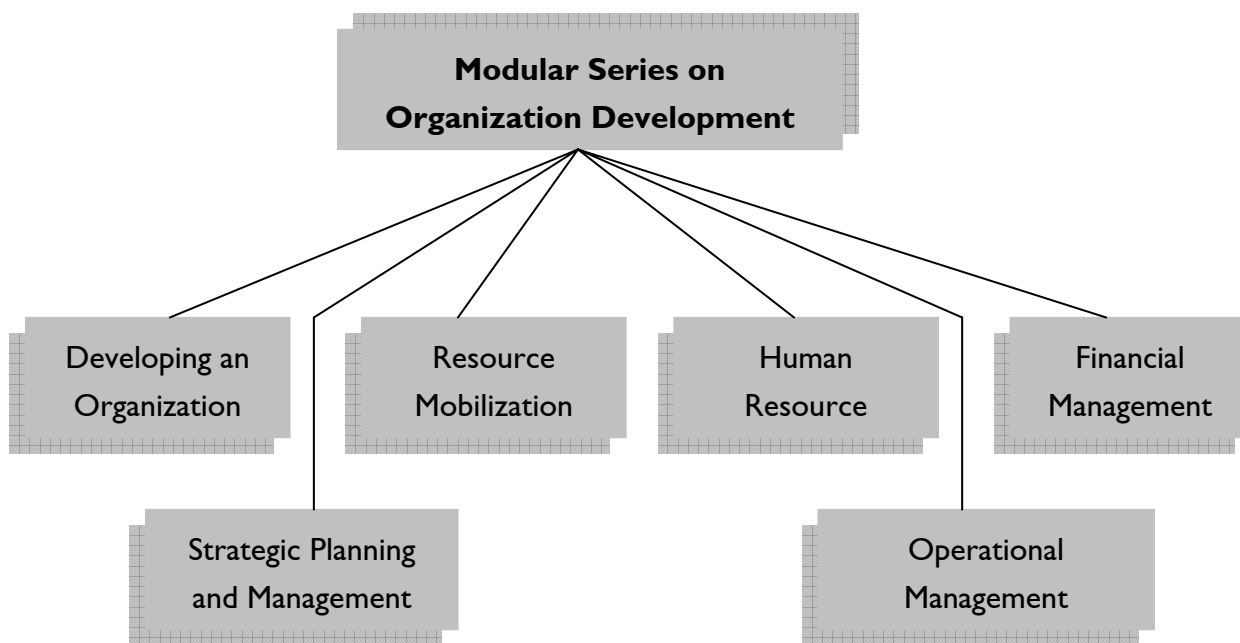 Modular Series on
Organization Development
Developing an
Organization
Resource
Mobilization
Human
Resource
Financial
Management
Strategic Planning
and Management
Operational
Management